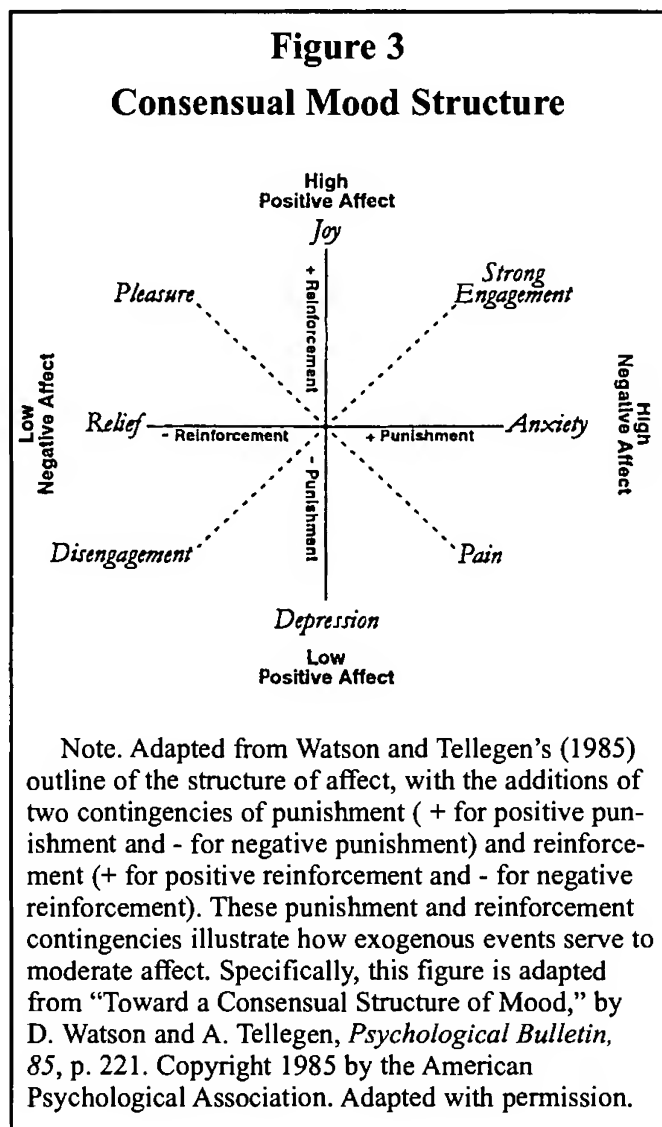 Figure 3
Consensual Mood Structure
High
Positive Affect
Joy
+ Reinforcement
Pleasure
Strong
Engagement
Low
Negative Affect
Relief
- Reinforcement
+ Punishment
Anxiety
High
Negative Affect
- Punishment
Disengagement
Pain
Depression
Low
Positive Affect
Note. Adapted from Watson and Tellegen's (1985)
outline of the structure of affect, with the additions of
two contingencies of punishment ( + for positive pun-
ishment and - for negative punishment) and reinforce-
ment (+ for positive reinforcement and - for negative
reinforcement). These punishment and reinforcement
contingencies illustrate how exogenous events serve to
moderate affect. Specifically, this figure is adapted
from “Toward a Consensual Structure of Mood,” by
D. Watson and A. Tellegen, Psychological Bulletin,
85, p. 221. Copyright 1985 by the American
Psychological Association. Adapted with permission.